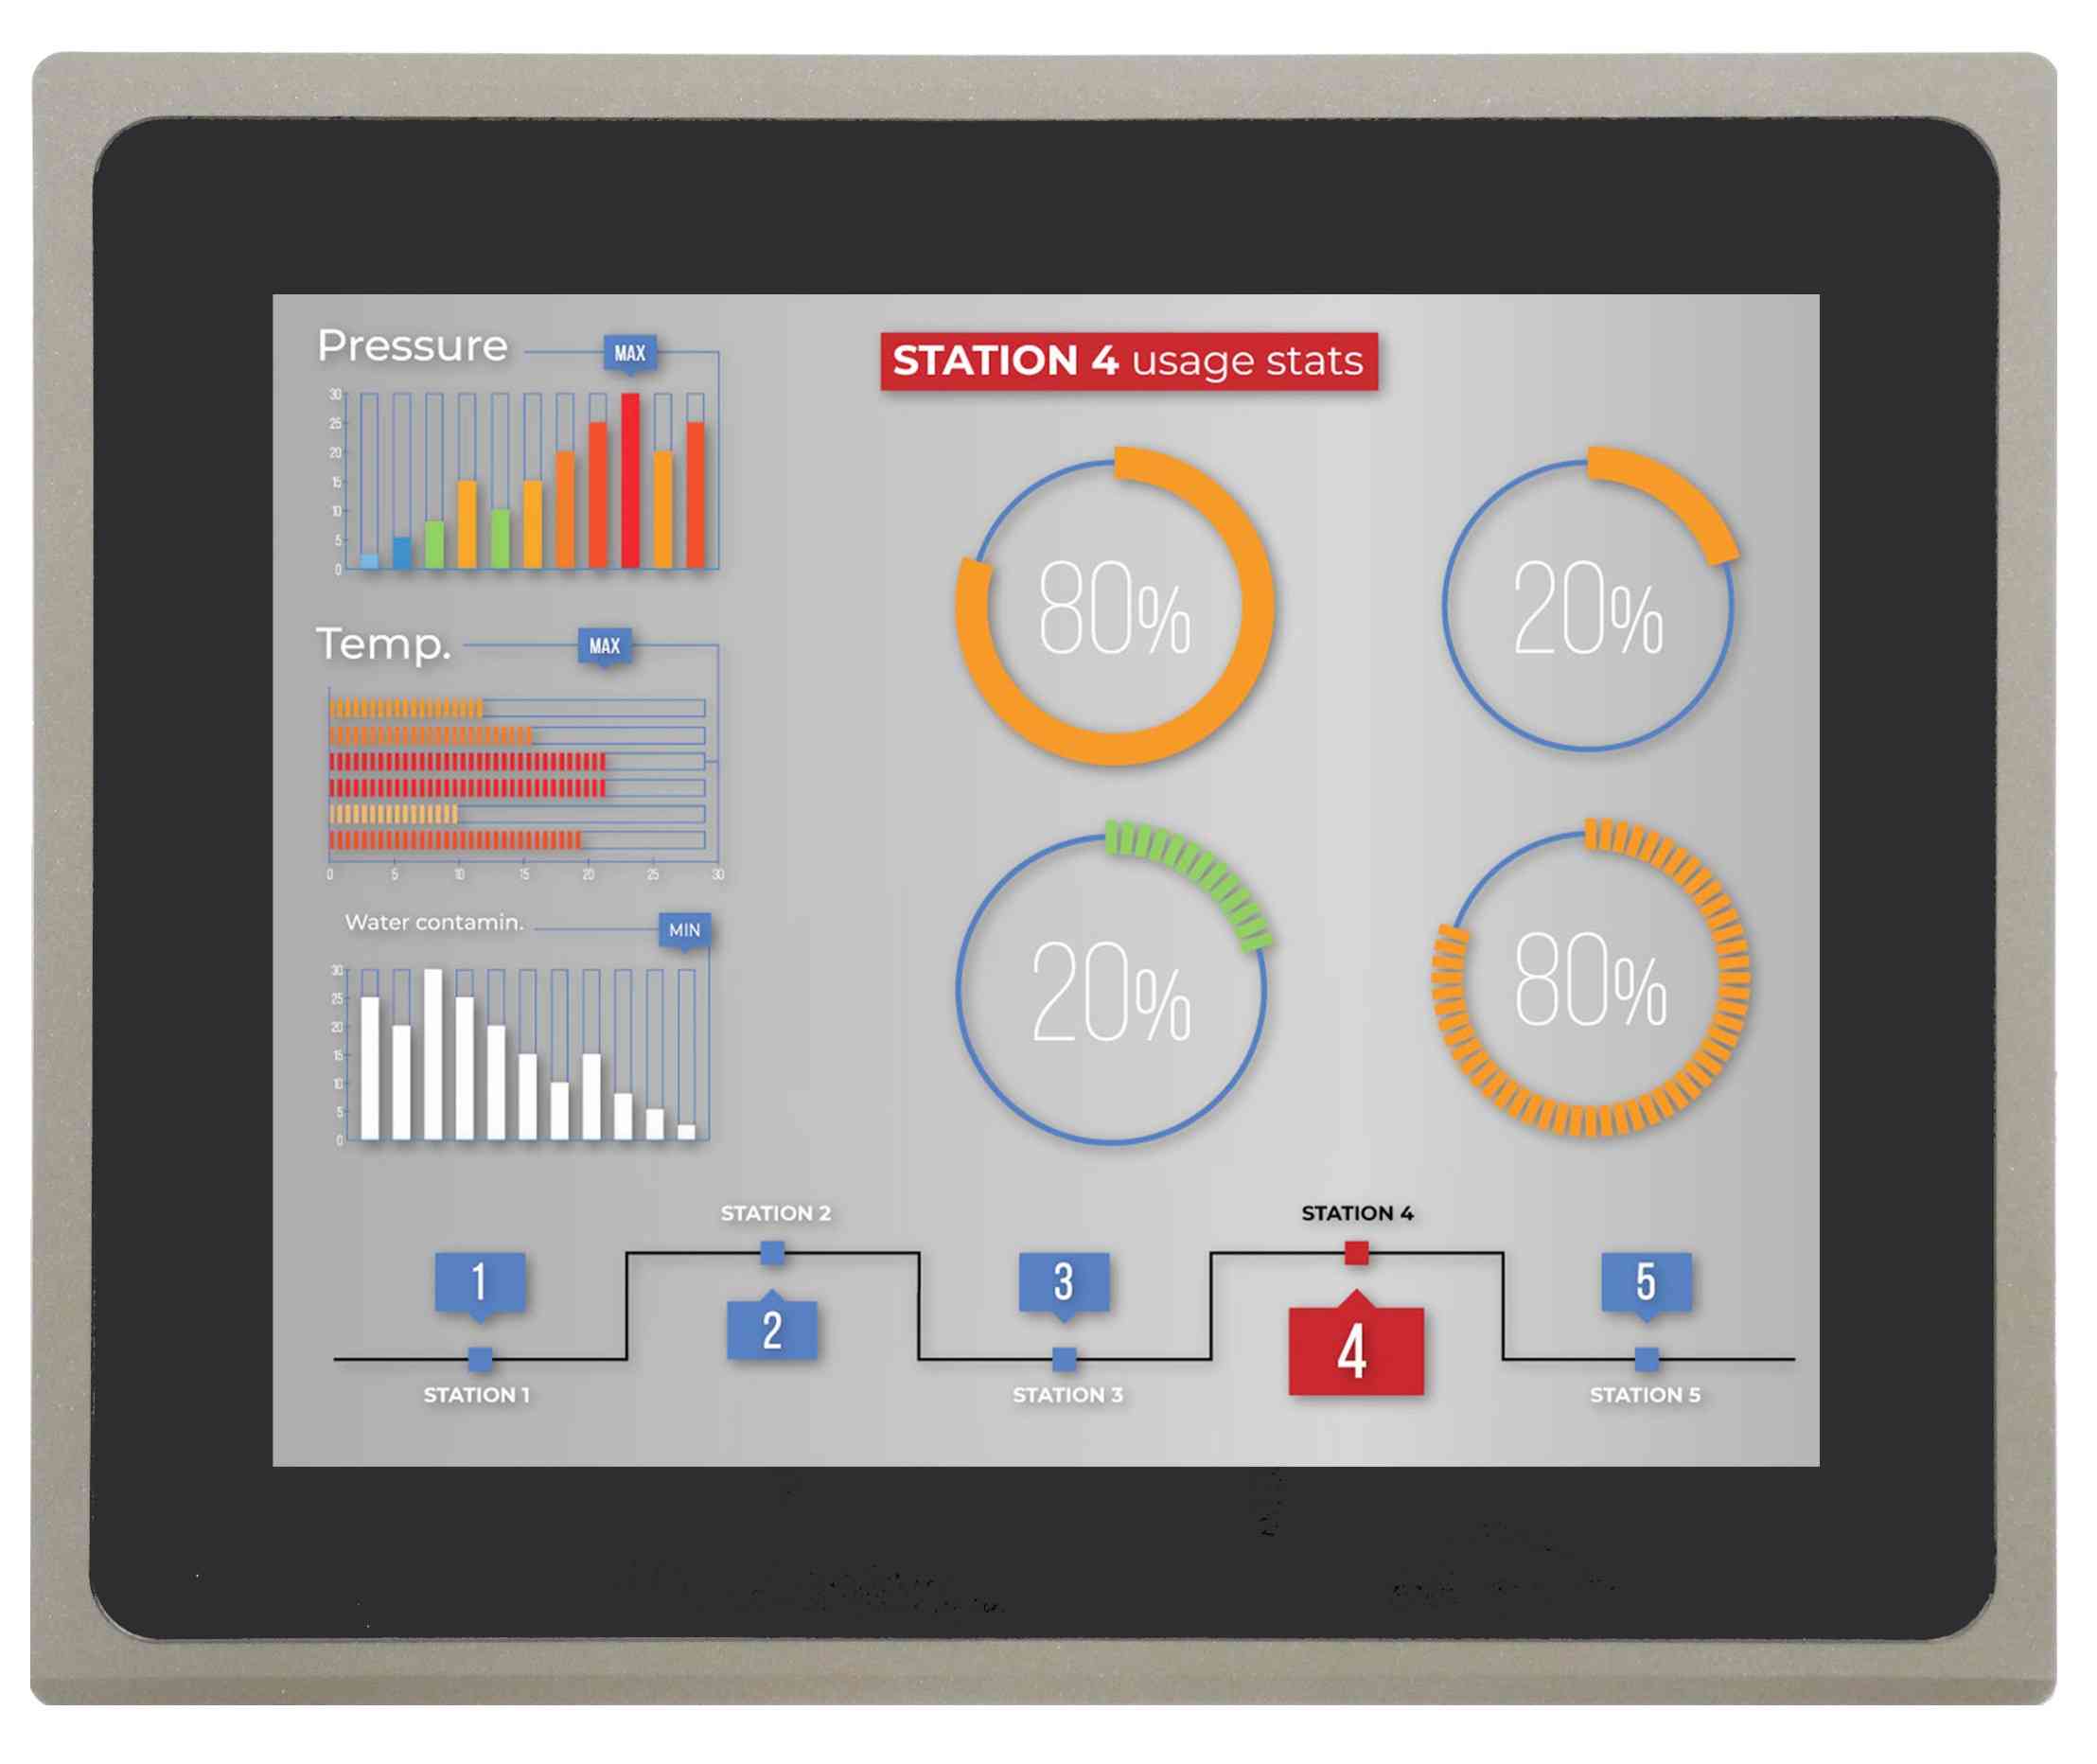 Pressure
MAX
30
25
20
15
10
5
0
Temp.
MAX
0 5 10 15 20 25 30
Water contamin.
MIN
30
25
20
15
10
5
0
STATION 4 usage stats
80%
20%
20%
80%
STATION 2
STATION 4
1
3
5
2
4
STATION 1
STATION 3
STATION 5